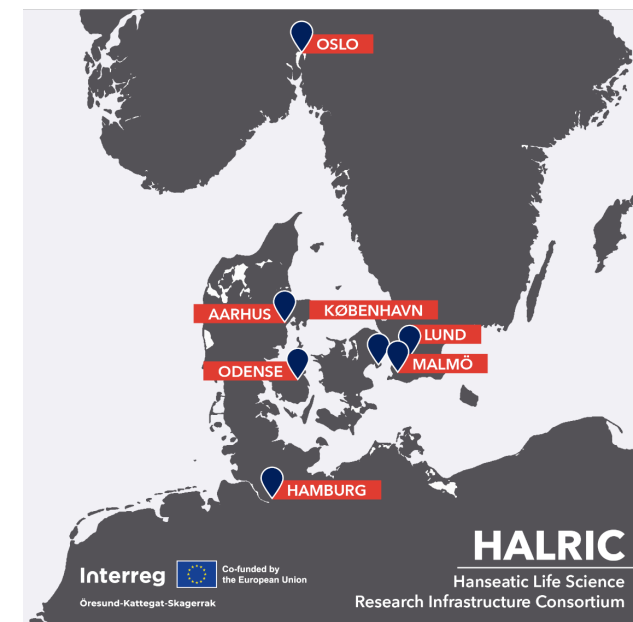 OSLO
AARHUS
KØBENHAVN
LUND
MALMÖ
ODENSE
HAMBURG
HALRIC
Hanseatic Life Science
Research Infrastructure Consortium
Interreg
Co-funded by
the European Union
Öresund-Kattegat-Skagerrak